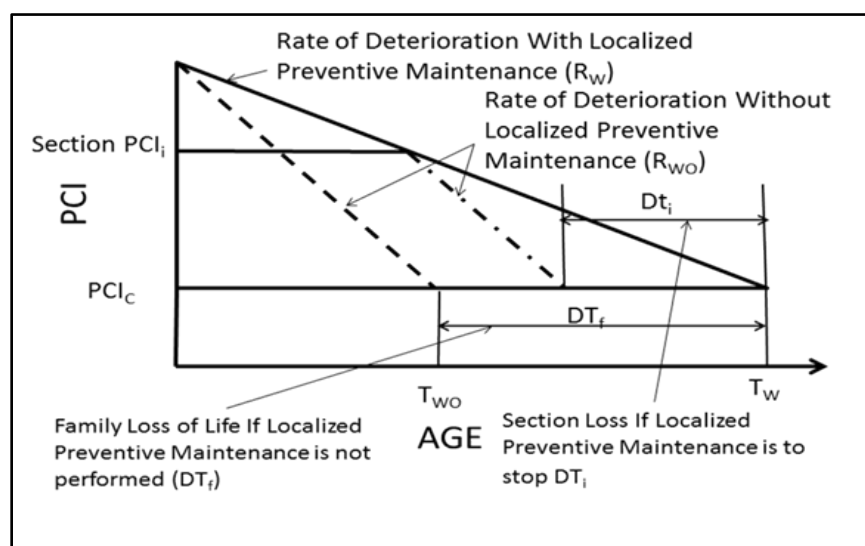 Rate of Deterioration With Localized
Preventive Maintenance (R_W)
Rate of Deterioration Without
Localized Preventive
Maintenance (R_WO)
Section PCI_i
PCI
Dt_i
PCI_C
DT_f
T_WO
T_W
AGE
Family Loss of Life If Localized
Preventive Maintenance is not
performed (DT_f)
Section Loss If Localized
Preventive Maintenance is to
stop DT_i